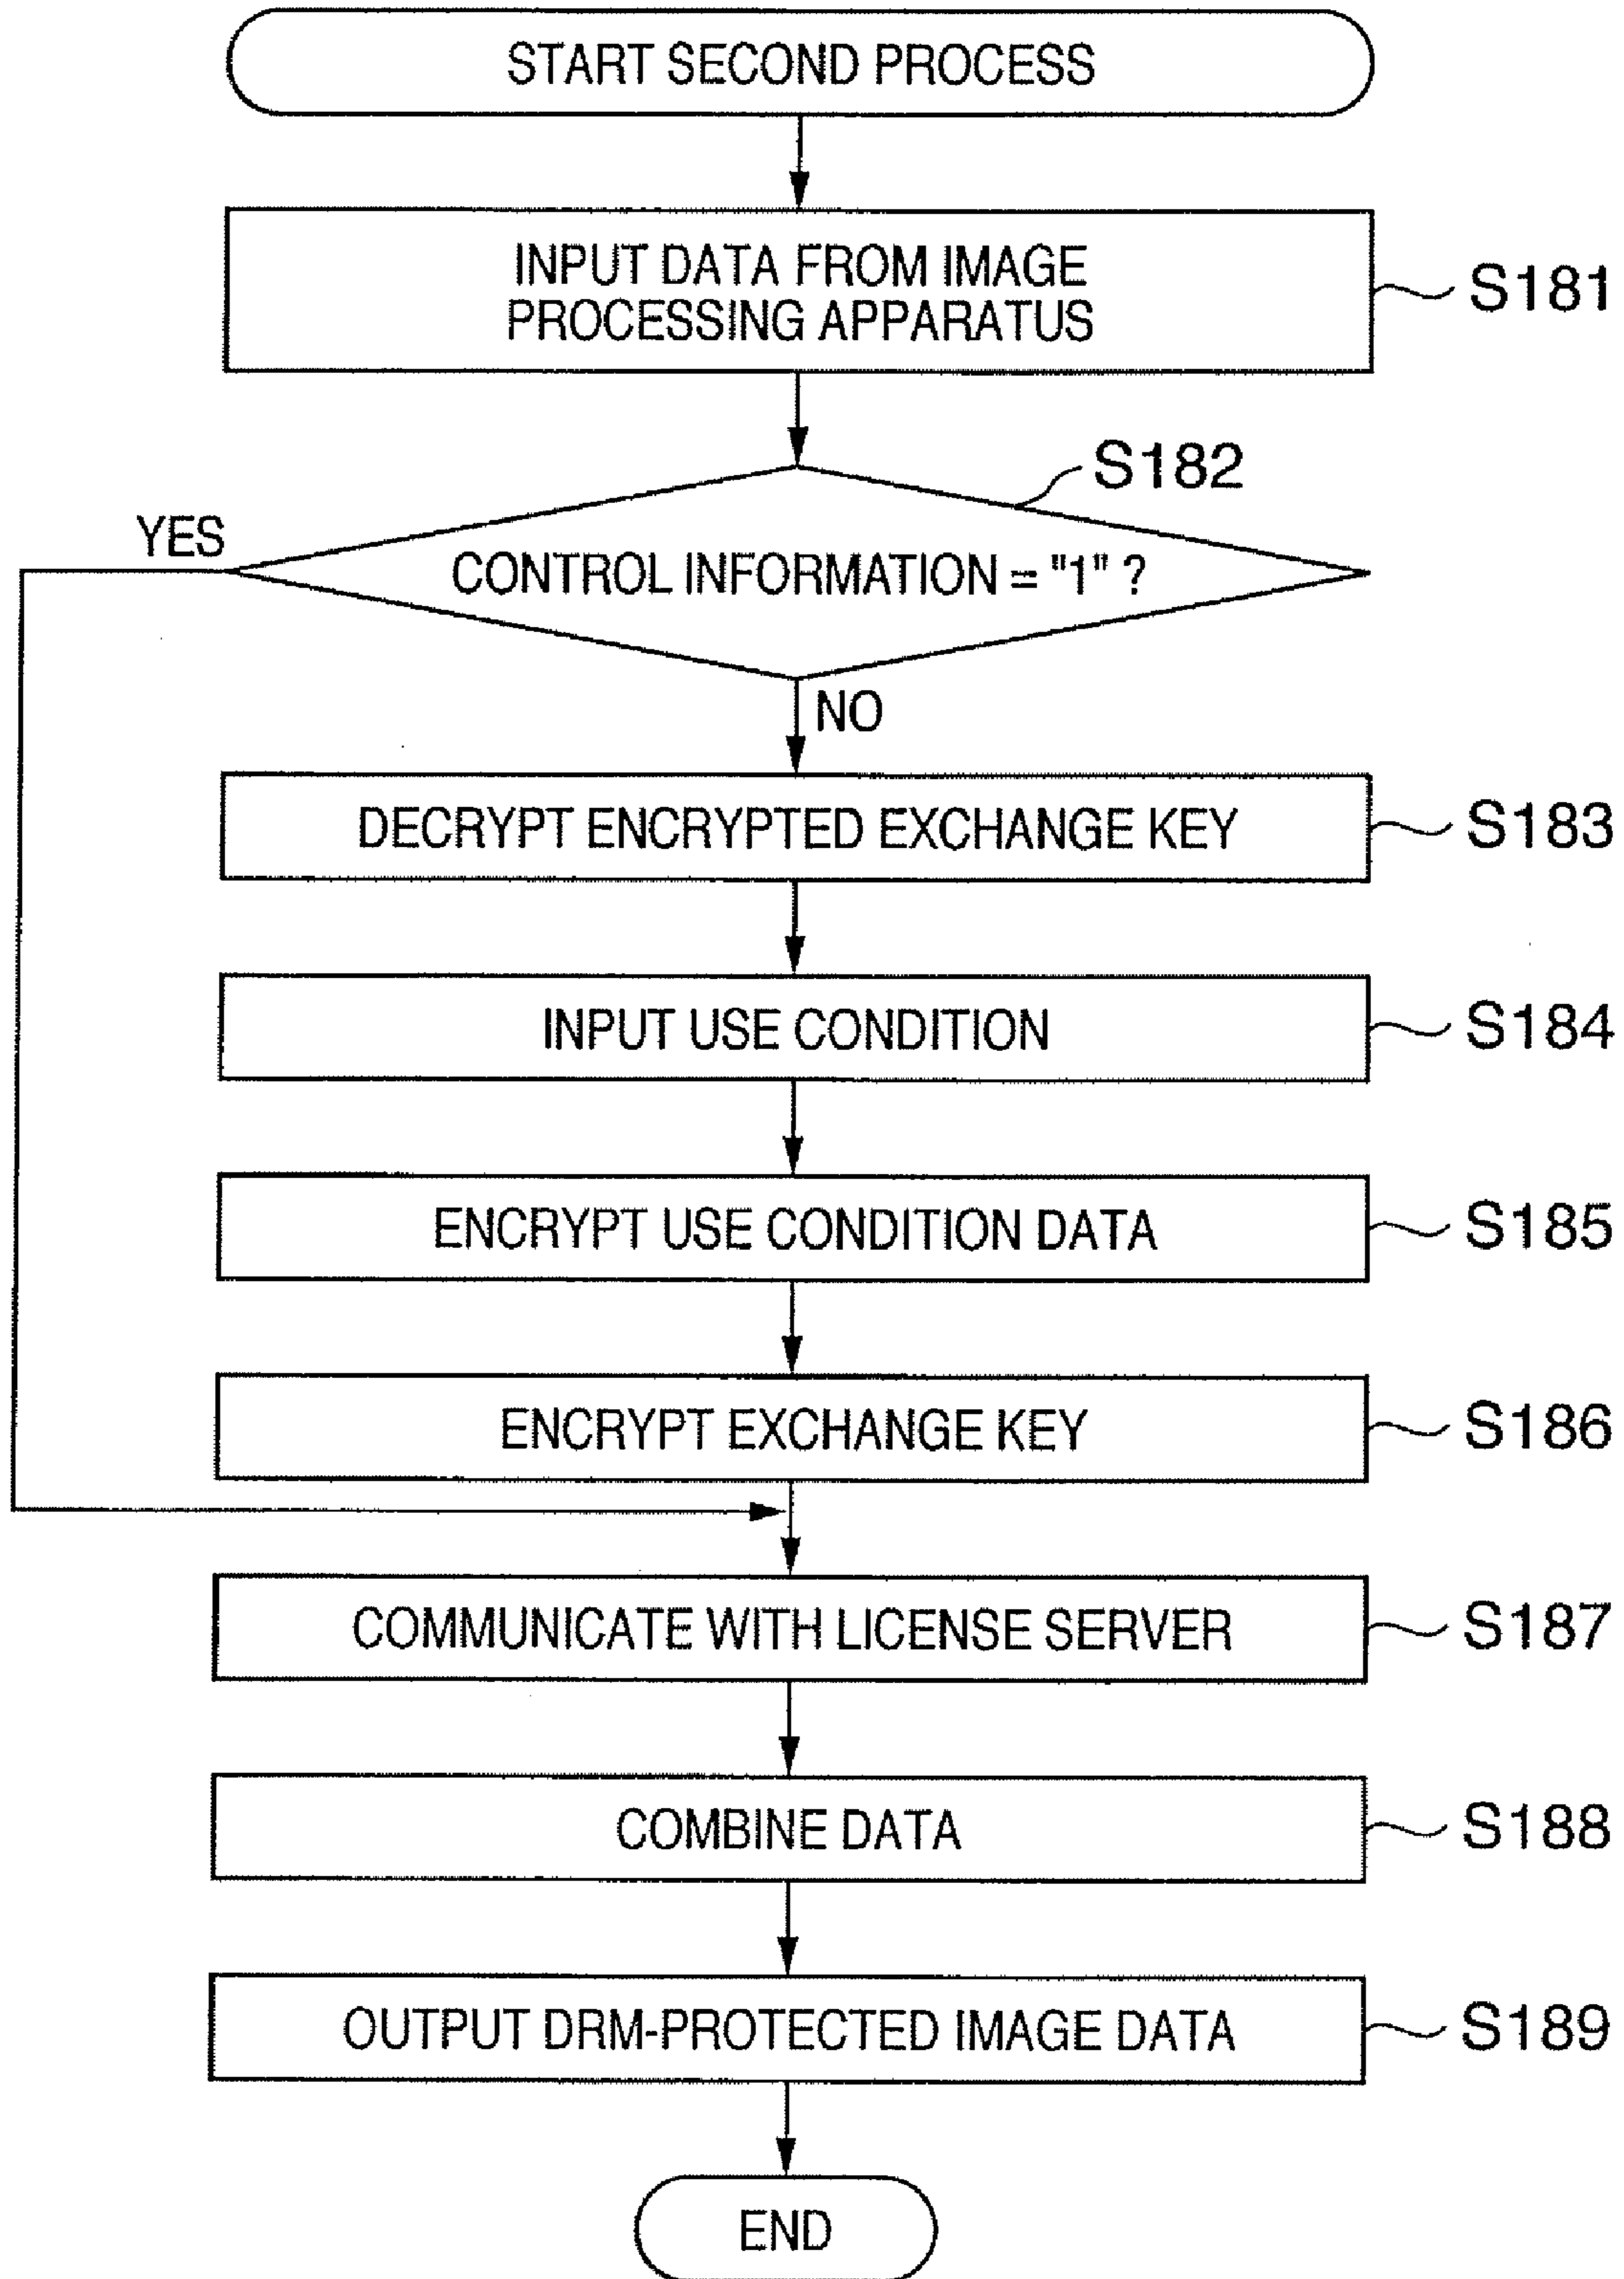 START SECOND PROCESS
INPUT DATA FROM IMAGE
PROCESSING APPARATUS
S181
S182
YES
CONTROL INFORMATION = "1" ?
NO
DECRYPT ENCRYPTED EXCHANGE KEY
S183
INPUT USE CONDITION
S184
ENCRYPT USE CONDITION DATA
S185
ENCRYPT EXCHANGE KEY
S186
COMMUNICATE WITH LICENSE SERVER
S187
COMBINE DATA
S188
OUTPUT DRM-PROTECTED IMAGE DATA
S189
END